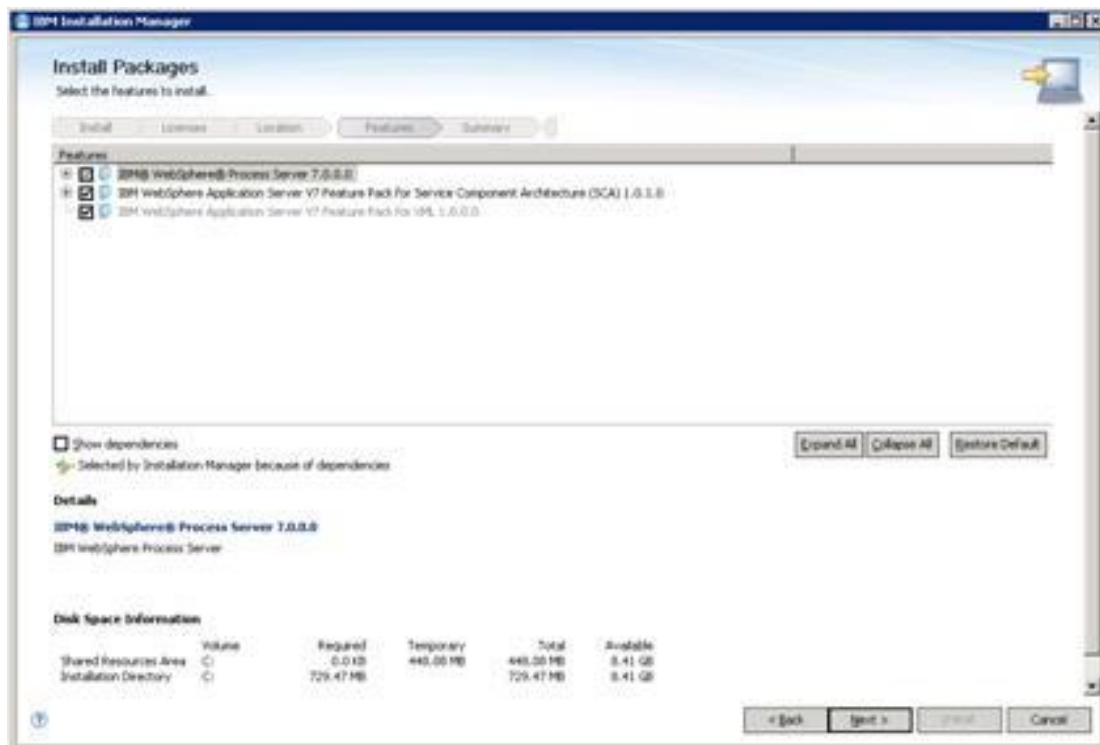 IBM Installation Manager
Install Packages
Select the features to install.
Install Licenses Location Features Summary
Features
IBM® WebSphere® Process Server 7.0.0.0
IBM WebSphere Application Server V7 Feature Pack for Service Component Architecture (SCA) 1.0.1.0
IBM WebSphere Application Server V7 Feature Pack for XML 1.0.0.0
Show dependencies
Expand All Collapse All Restore Default
Selected by Installation Manager because of dependencies
Details
IBM® WebSphere® Process Server 7.0.0.0
IBM WebSphere Process Server
Disk Space Information
Volume Required Temporary Total Available
Shared Resources Area C: 0.0 KB 448.08 MB 448.08 MB 8.41 GB
Installation Directory C: 729.47 MB 729.47 MB 8.41 GB
? < Back Next > Install Cancel